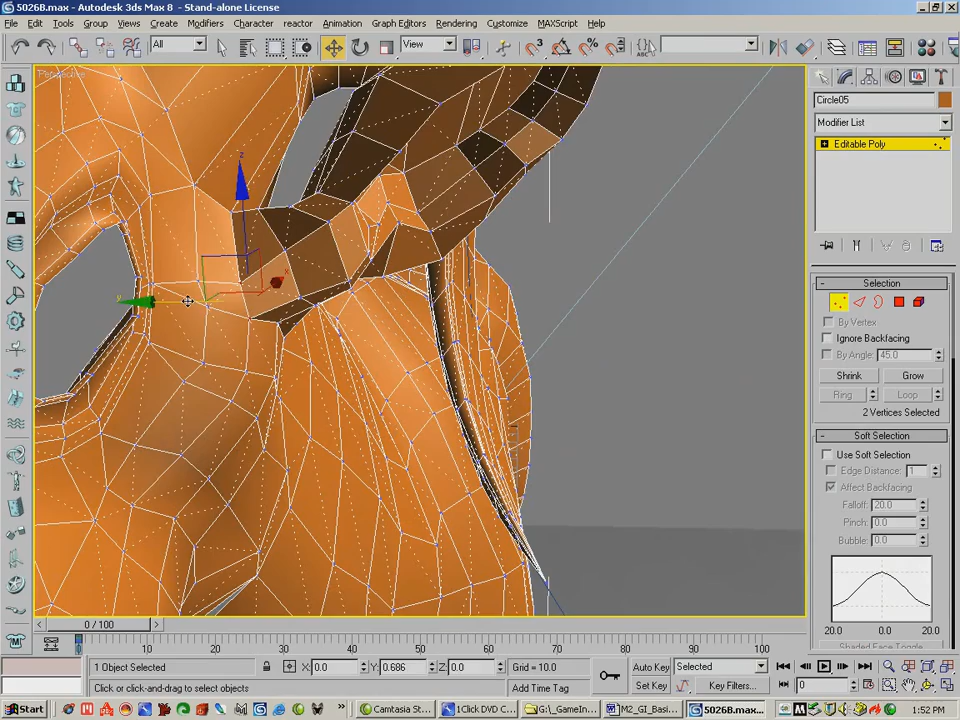 5026B.max - Autodesk 3ds Max 8 - Stand-alone License
File Edit Tools Group Views Create Modifiers Character reactor Animation Graph Editors Rendering Customize MAXScript Help
All
View
Perspective
z
x
y
Circle05
Modifier List
Editable Poly
Selection
By Vertex
Ignore Backfacing
By Angle: 45.0
Shrink Grow
Ring Loop
2 Vertices Selected
Soft Selection
Use Soft Selection
Edge Distance: 1
Affect Backfacing
Falloff: 20.0
Pinch: 0.0
Bubble: 0.0
20.0 0.0 20.0
Shaded Face Toggle
0 / 100
10 20 30 40 50 60 70 80 90 100
1 Object Selected X: 0.0 Y: 0.686 Z: 0.0 Grid = 10.0 Auto Key Selected
Click or click-and-drag to select objects Add Time Tag Set Key Key Filters... 0
Start Camtasia St... 1Click DVD C... G:\_GameIn... M2_GI_Basi... 5026B.max ... 1:52 PM